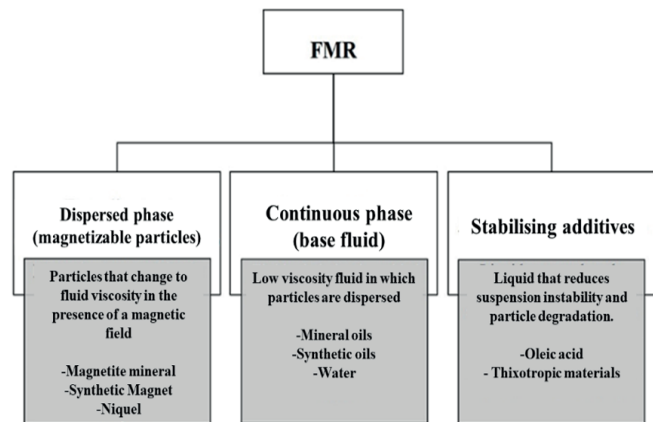 FMR
Dispersed phase
(magnetizable particles)
Particles that change to
fluid viscosity in the
presence of a magnetic
field
-Magnetite mineral
-Synthetic Magnet
-Niquel
Continuous phase
(base fluid)
Low viscosity fluid in which
particles are dispersed
-Mineral oils
-Synthetic oils
-Water
Stabilising additives
Liquid that reduces
suspension instability and
particle degradation.
-Oleic acid
- Thixotropic materials